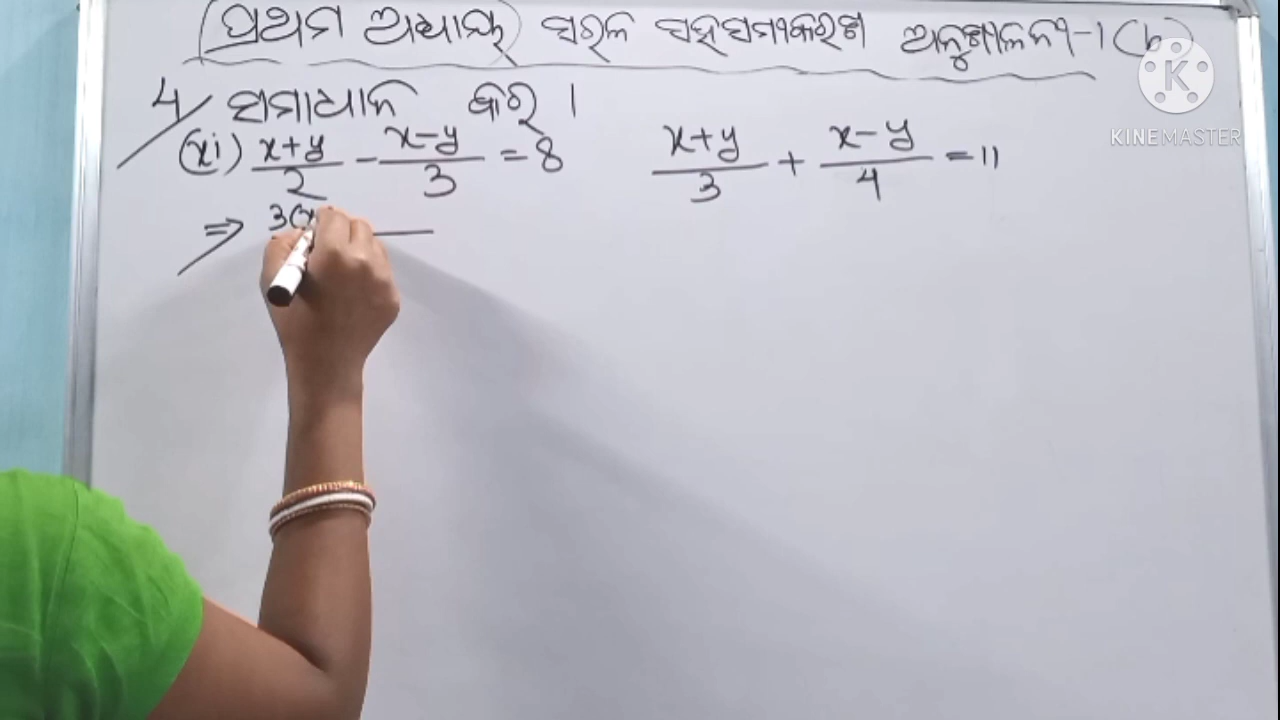 ପ୍ରଥମ ଅଧ୍ୟାୟ ସରଳ ସହସମୀକରଣ ଅନୁଶୀଳନୀ-1 (b)
4/ ସମାଧାନ କର ।
(xi) x+y/2 - x-y/3 = 8 x+y/3 + x-y/4 = 11
⇒ 3(x
KINEMASTER